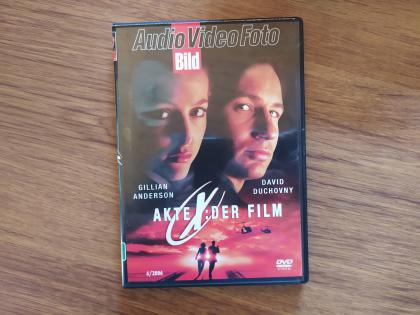 Audio Video Foto
Bild
GILLIAN
ANDERSON
DAVID
DUCHOVNY
AKTE X: DER FILM
6/2006
DVD